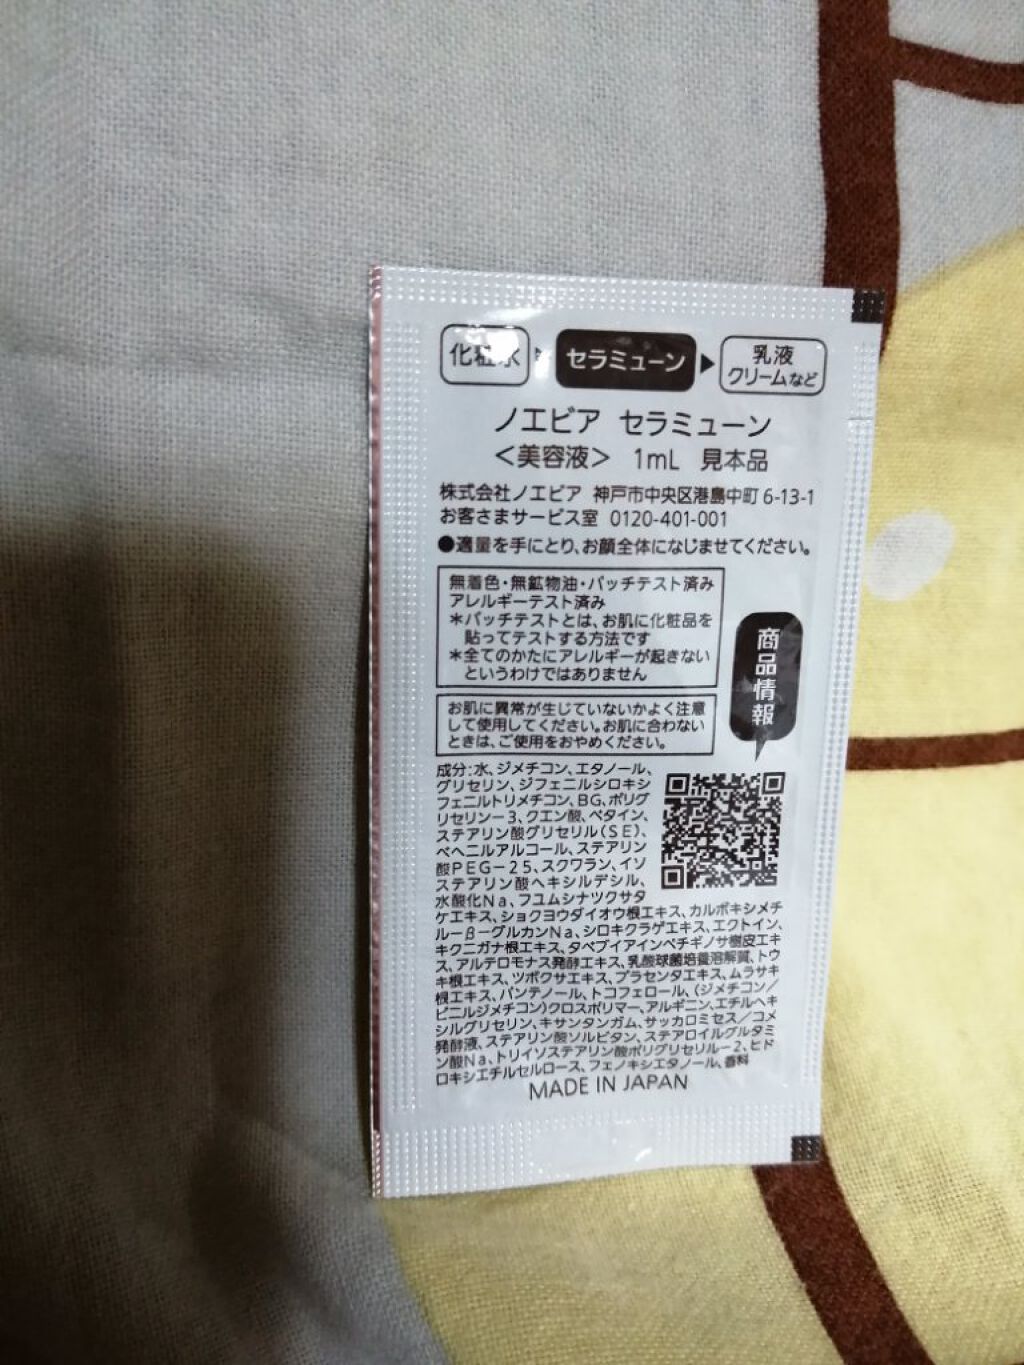 化粧水
セラミューン
乳液
クリームなど
ノエビア セラミューン
<美容液> 1mL 見本品
株式会社ノエビア 神戸市中央区港島中町6-13-1
お客さまサービス室 0120-401-001
●適量を手にとり、お顔全体になじませてください。
無着色・無鉱物油・パッチテスト済み
アレルギーテスト済み
*パッチテストとは、お肌に化粧品を
貼ってテストする方法です
*全てのかたにアレルギーが起きない
というわけではありません
商品情報
お肌に異常が生じていないかよく注意
して使用してください。お肌に合わない
ときは、ご使用をおやめください。
成分:水、ジメチコン、エタノール、
グリセリン、ジフェニルシロキシ
フェニルトリメチコン、BG、ポリグ
リセリン-3、クエン酸、ベタイン、
ステアリン酸グリセリル(SE)、
ベヘニルアルコール、ステアリン
酸PEG-25、スクワラン、イソ
ステアリン酸ヘキシルデシル、
水酸化Na、フユムシナツクサタ
ケエキス、ショクヨウダイオウ根エキス、カルボキシメチ
ルーβ-グルカンNa、シロキクラゲエキス、エクトイン、
キクニガナ根エキス、タベブイアインペチギノサ樹皮エキ
ス、アルテロモナス発酵エキス、乳酸球菌培養溶解質、トウ
キ根エキス、ツボクサエキス、プラセンタエキス、ムラサキ
根エキス、パンテノール、トコフェロール、(ジメチコン/
ビニルジメチコン)クロスポリマー、アルギニン、エチルヘキ
シルグリセリン、キサンタンガム、サッカロミセス/コメ
発酵液、ステアリン酸ソルビタン、ステアロイルグルタミ
ン酸Na、トリイソステアリン酸ポリグリセリル-2、ヒド
ロキシエチルセルロース、フェノキシエタノール、香料
MADE IN JAPAN